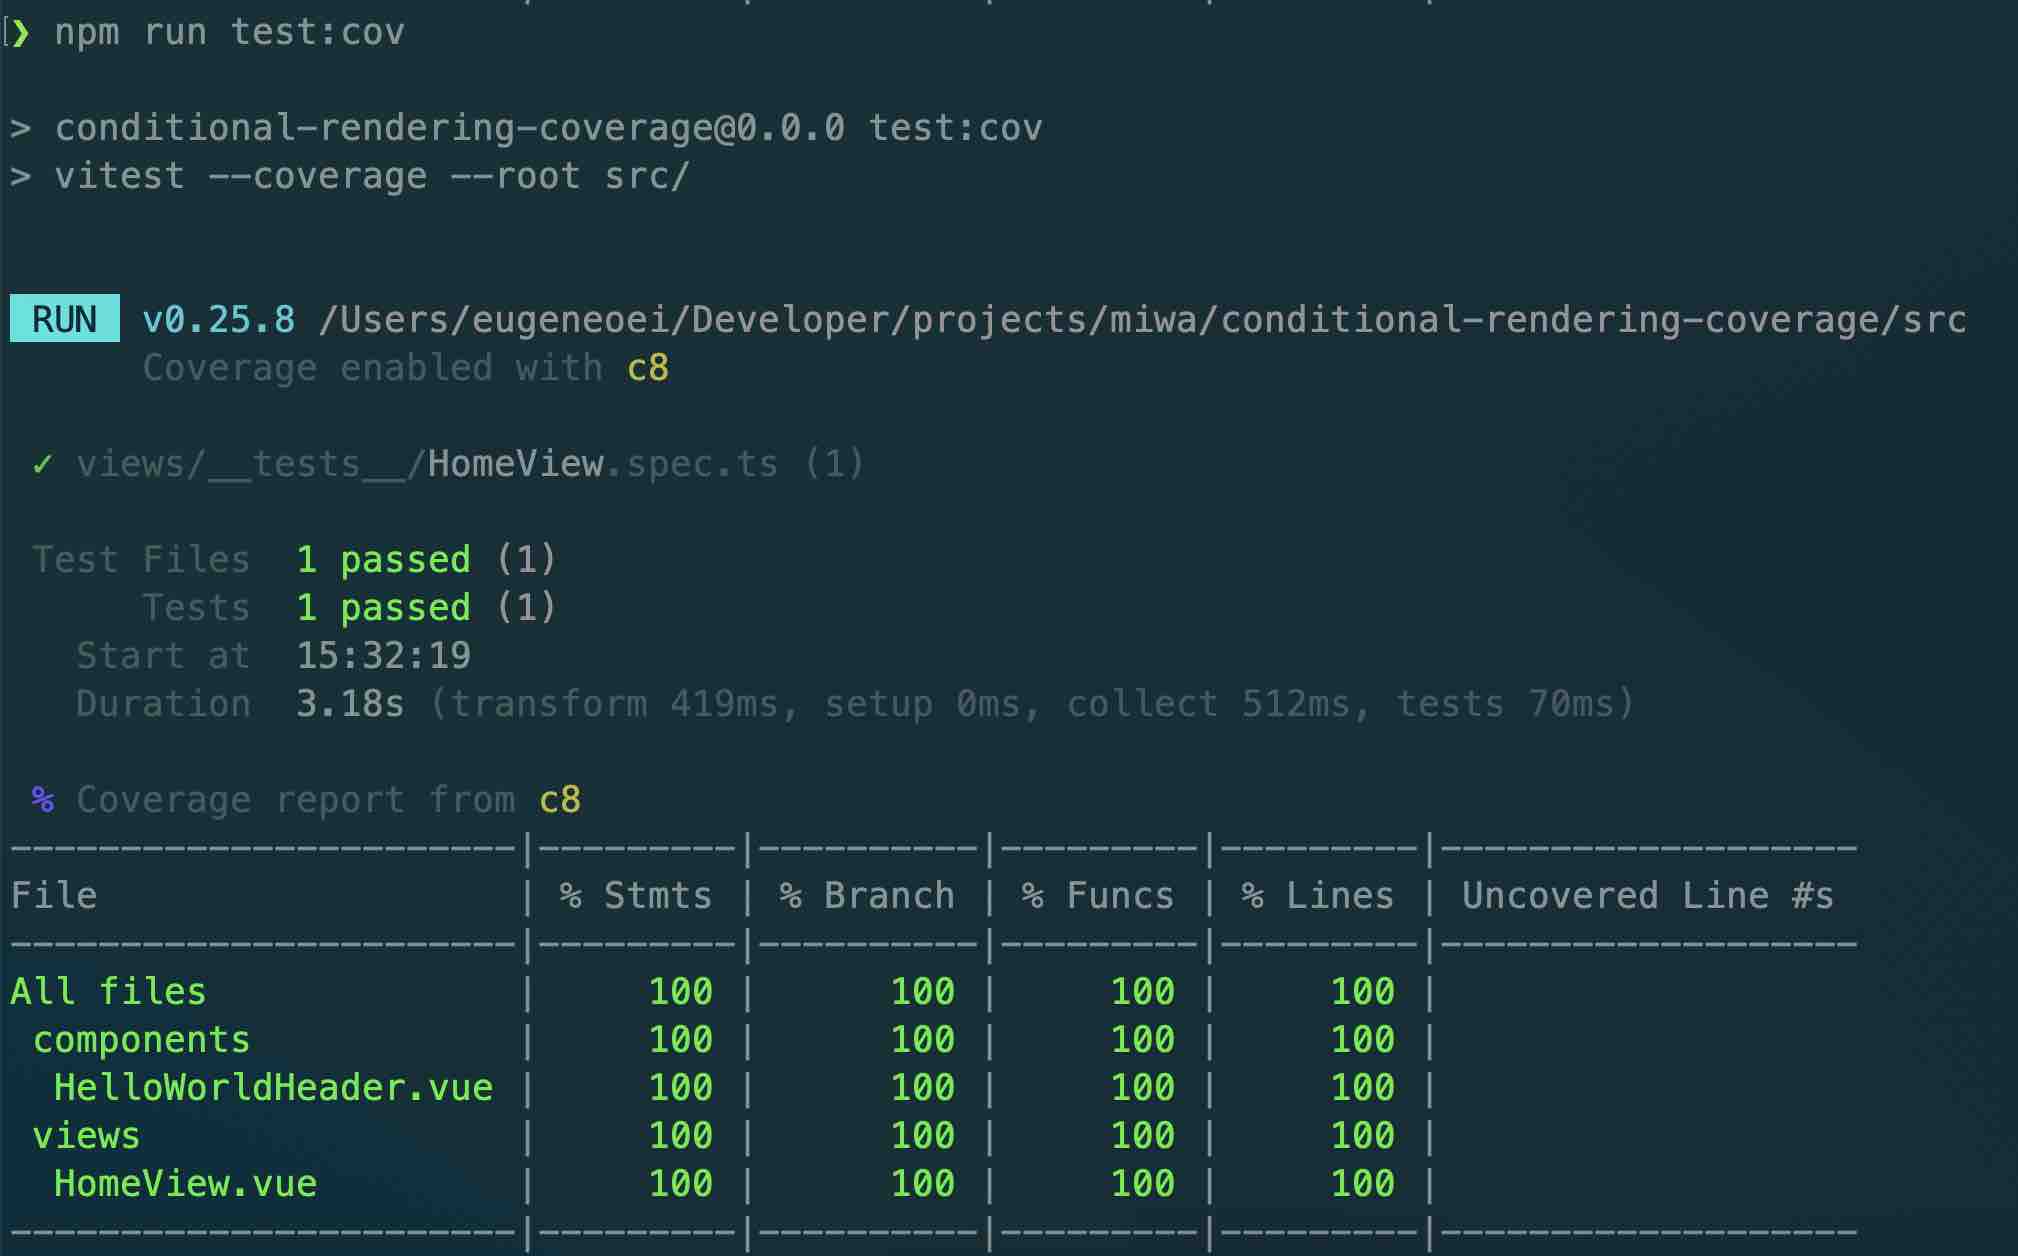 ❯ npm run test:cov
> conditional-rendering-coverage@0.0.0 test:cov
> vitest --coverage --root src/
RUN v0.25.8 /Users/eugeneoei/Developer/projects/miwa/conditional-rendering-coverage/src
Coverage enabled with c8
✓ views/__tests__/HomeView.spec.ts (1)
Test Files 1 passed (1)
Tests 1 passed (1)
Start at 15:32:19
Duration 3.18s (transform 419ms, setup 0ms, collect 512ms, tests 70ms)
% Coverage report from c8
-----------------------|---------|----------|---------|---------|-------------------
File | % Stmts | % Branch | % Funcs | % Lines | Uncovered Line #s
-----------------------|---------|----------|---------|---------|-------------------
All files | 100 | 100 | 100 | 100 |
components | 100 | 100 | 100 | 100 |
HelloWorldHeader.vue | 100 | 100 | 100 | 100 |
views | 100 | 100 | 100 | 100 |
HomeView.vue | 100 | 100 | 100 | 100 |
-----------------------|---------|----------|---------|---------|-------------------